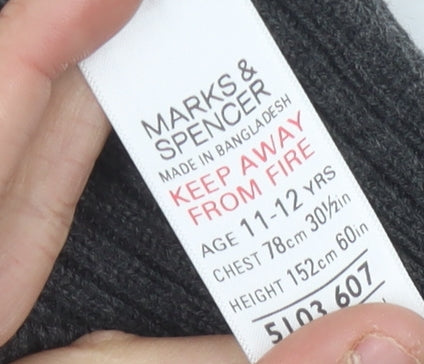 MARKS &
SPENCER
MADE IN BANGLADESH
KEEP AWAY
FROM FIRE
AGE 11-12 YRS
CHEST 78cm 30½in
HEIGHT 152cm 60in
5103 607